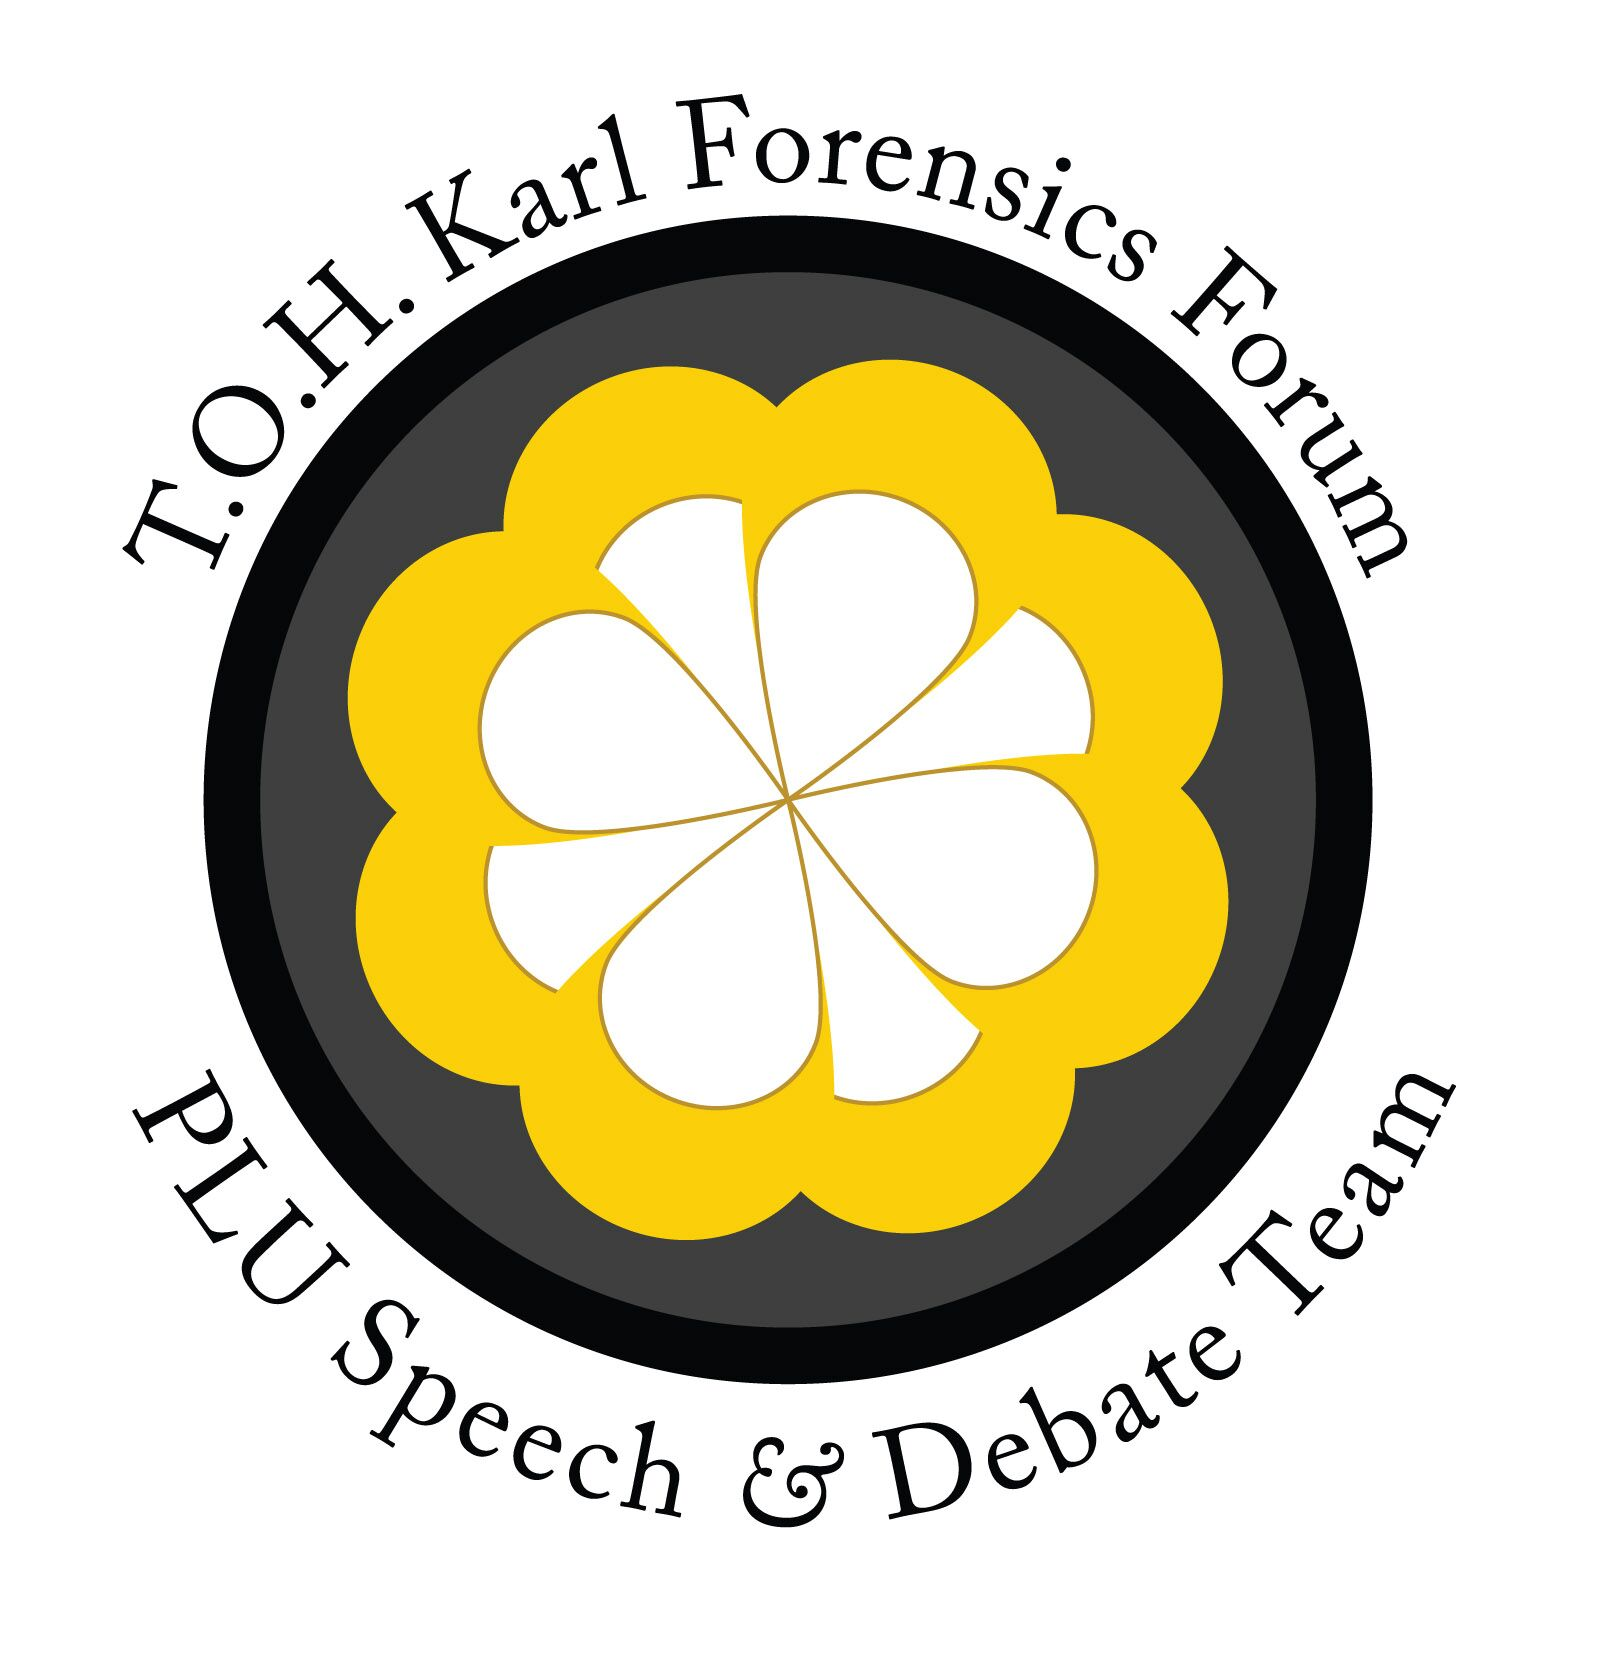 T.O.H. Karl Forensics Forum
PLU Speech & Debate Team